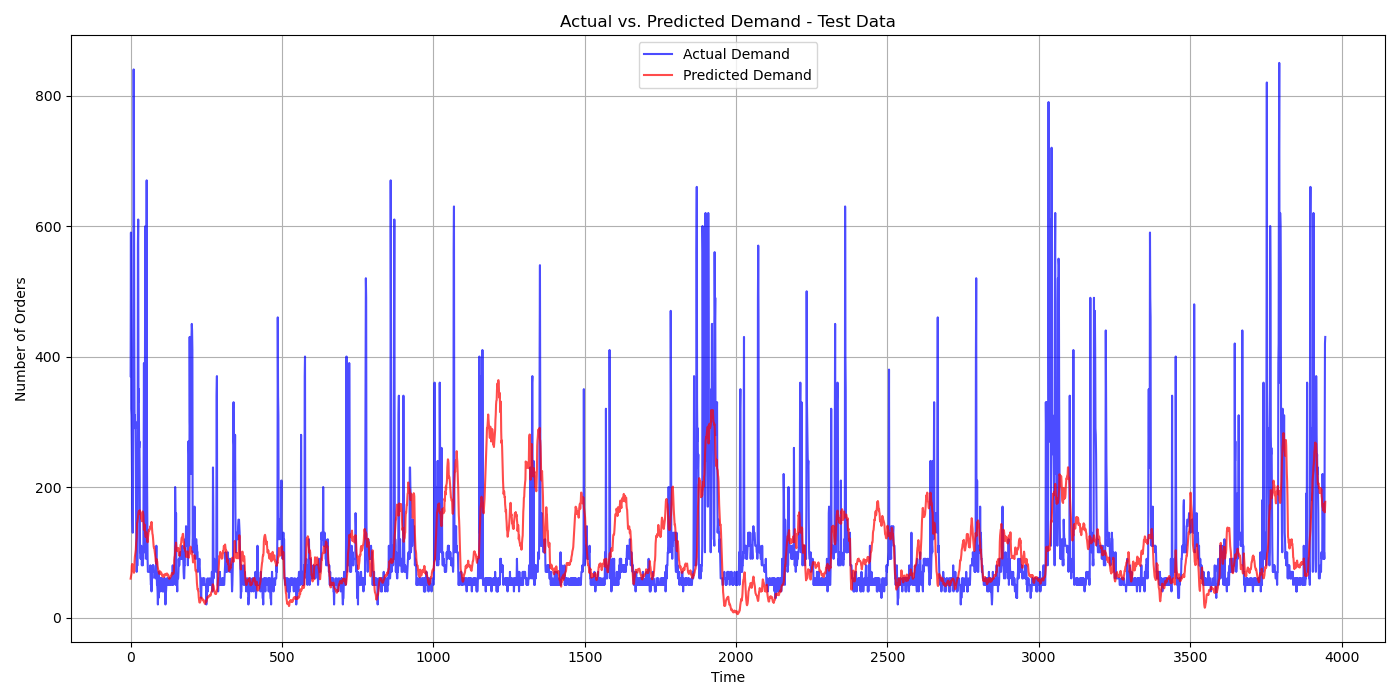 Actual vs. Predicted Demand - Test Data
Actual Demand
Predicted Demand
Number of Orders
800
600
400
200
0
0 500 1000 1500 2000 2500 3000 3500 4000
Time